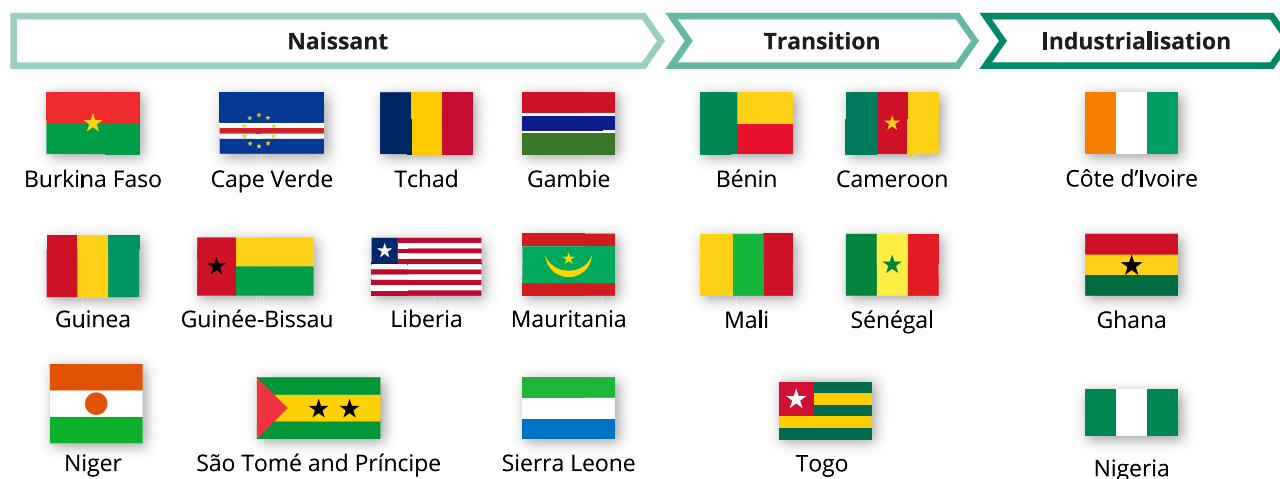 Naissant
Transition
Industrialisation
Burkina Faso
Cape Verde
Tchad
Gambie
Bénin
Cameroon
Côte d’Ivoire
Guinea
Guinée-Bissau
Liberia
Mauritania
Mali
Sénégal
Ghana
Niger
São Tomé and Príncipe
Sierra Leone
Togo
Nigeria